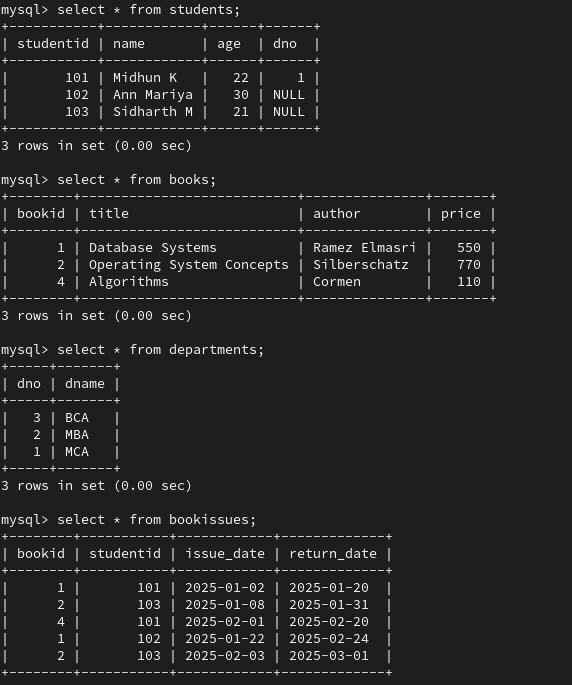 mysql> select * from students;
+-----------+------------+------+------+
| studentid | name       | age  | dno  |
+-----------+------------+------+------+
|       101 | Midhun K   |   22 |    1 |
|       102 | Ann Mariya |   30 | NULL |
|       103 | Sidharth M |   21 | NULL |
+-----------+------------+------+------+
3 rows in set (0.00 sec)
mysql> select * from books;
+--------+---------------------------+---------------+-------+
| bookid | title                     | author        | price |
+--------+---------------------------+---------------+-------+
|      1 | Database Systems          | Ramez Elmasri |   550 |
|      2 | Operating System Concepts | Silberschatz  |   770 |
|      4 | Algorithms                | Cormen        |   110 |
+--------+---------------------------+---------------+-------+
3 rows in set (0.00 sec)
mysql> select * from departments;
+-----+-------+
| dno | dname |
+-----+-------+
|   3 | BCA   |
|   2 | MBA   |
|   1 | MCA   |
+-----+-------+
3 rows in set (0.00 sec)
mysql> select * from bookissues;
+--------+-----------+------------+-------------+
| bookid | studentid | issue_date | return_date |
+--------+-----------+------------+-------------+
|      1 |       101 | 2025-01-02 | 2025-01-20  |
|      2 |       103 | 2025-01-08 | 2025-01-31  |
|      4 |       101 | 2025-02-01 | 2025-02-20  |
|      1 |       102 | 2025-01-22 | 2025-02-24  |
|      2 |       103 | 2025-02-03 | 2025-03-01  |
+--------+-----------+------------+-------------+